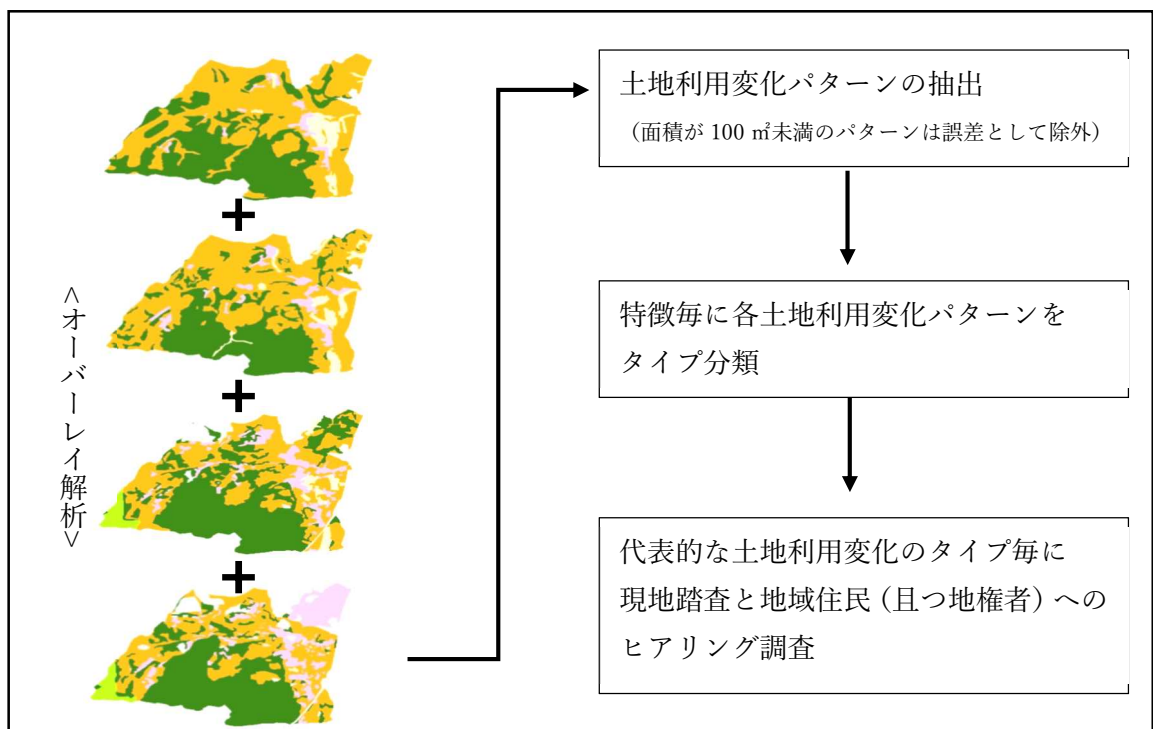 <オーバーレイ解析>
土地利用変化パターンの抽出
（面積が 100 ㎡未満のパターンは誤差として除外）
特徴毎に各土地利用変化パターンを
タイプ分類
代表的な土地利用変化のタイプ毎に
現地踏査と地域住民（且つ地権者）への
ヒアリング調査